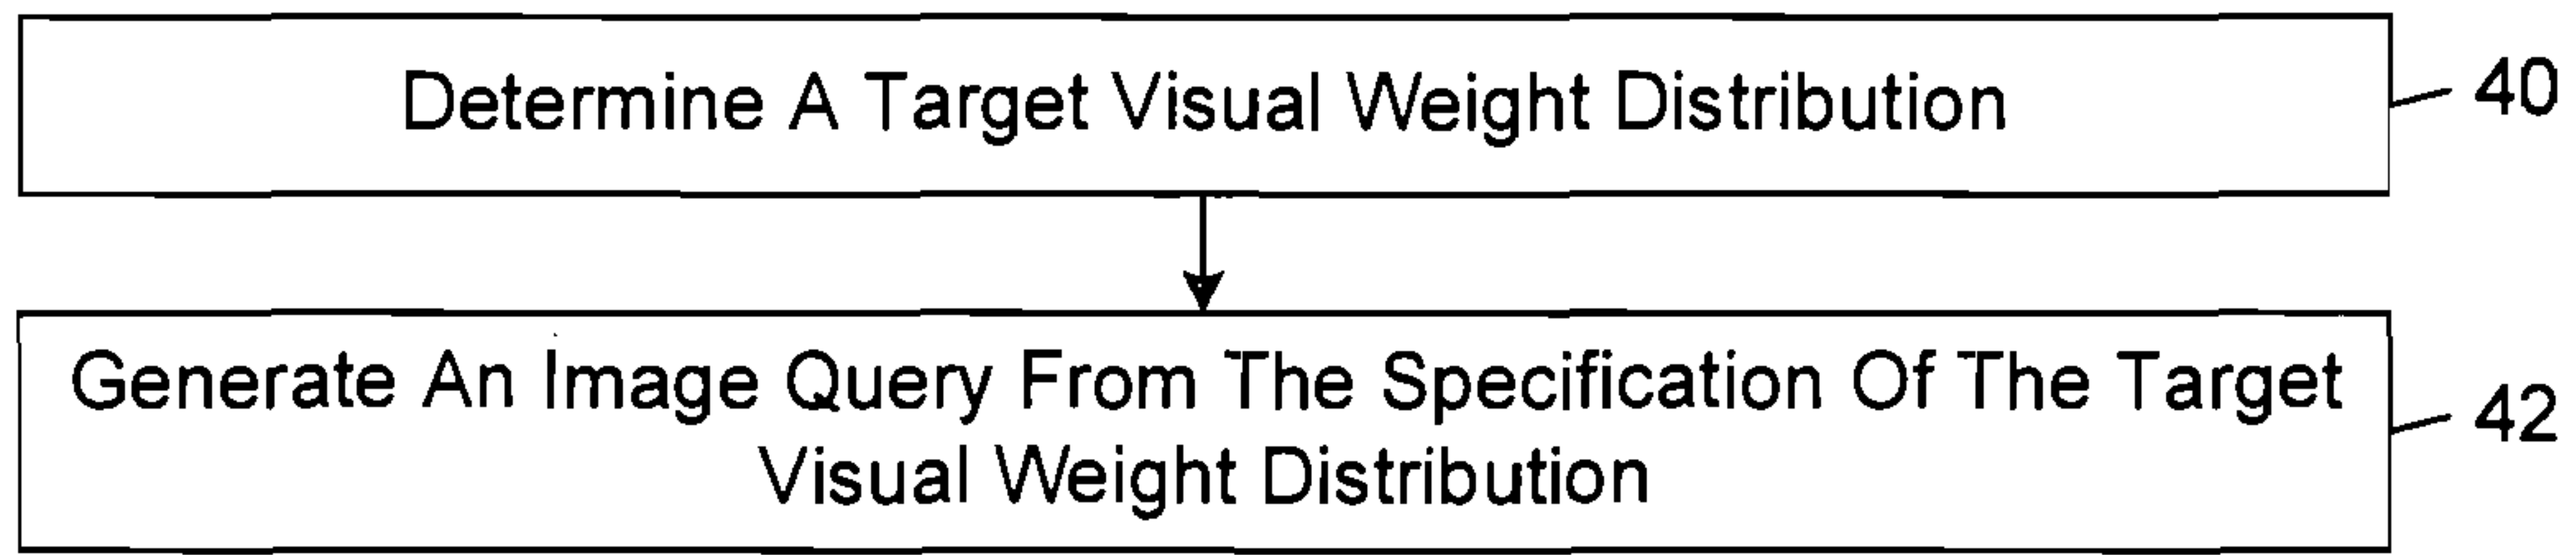 Determine A Target Visual Weight Distribution
40
Generate An Image Query From The Specification Of The Target
Visual Weight Distribution
42